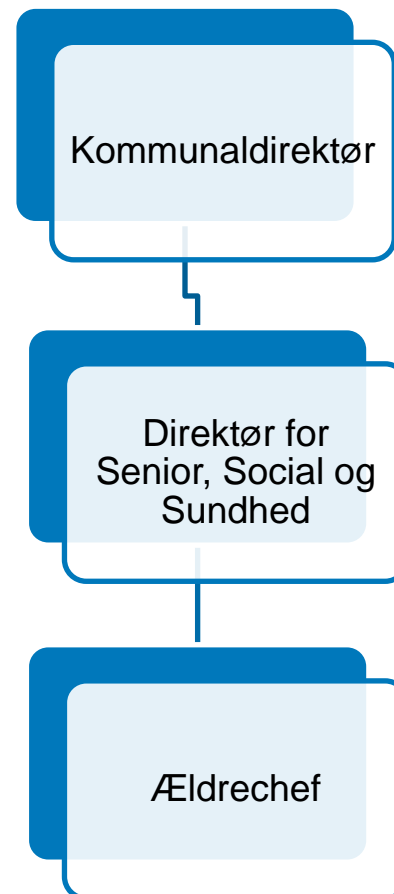 Kommunaldirektør
Direktør for
Senior, Social og
Sundhed
Ældrechef